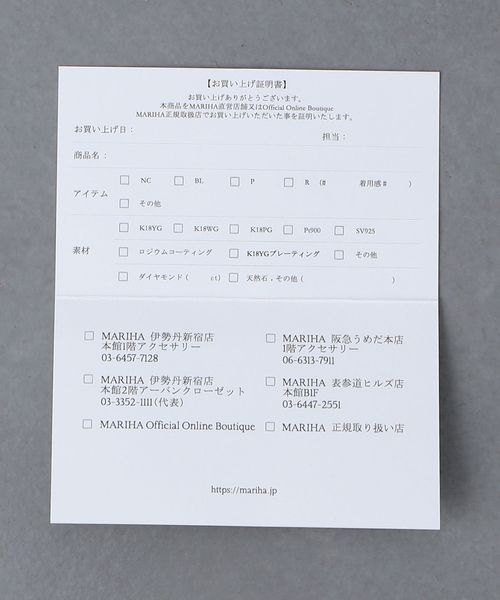 【お買い上げ証明書】
お買い上げありがとうございます。
本商品をMARIHA直営店舗又はOfficial Online Boutique
MARIHA正規取扱店でお買い上げいただいた事を証明いたします。
お買い上げ日： 担当：
商品名：
アイテム □ NC □ BL □ P □ R (# 着用感# )
□ その他
素材 □ K18YG □ K18WG □ K18PG □ Pt900 □ SV925
□ ロジウムコーティング □ K18YGプレーティング □ その他
□ ダイヤモンド ( ct) □ 天然石，その他 ( )
□ MARIHA 伊勢丹新宿店
本館1階アクセサリー
03-6457-7128
□ MARIHA 阪急うめだ本店
1階アクセサリー
06-6313-7911
□ MARIHA 伊勢丹新宿店
本館2階アーバンクローゼット
03-3352-1111(代表)
□ MARIHA 表参道ヒルズ店
本館B1F
03-6447-2551
□ MARIHA Official Online Boutique
□ MARIHA 正規取り扱い店
https://mariha.jp